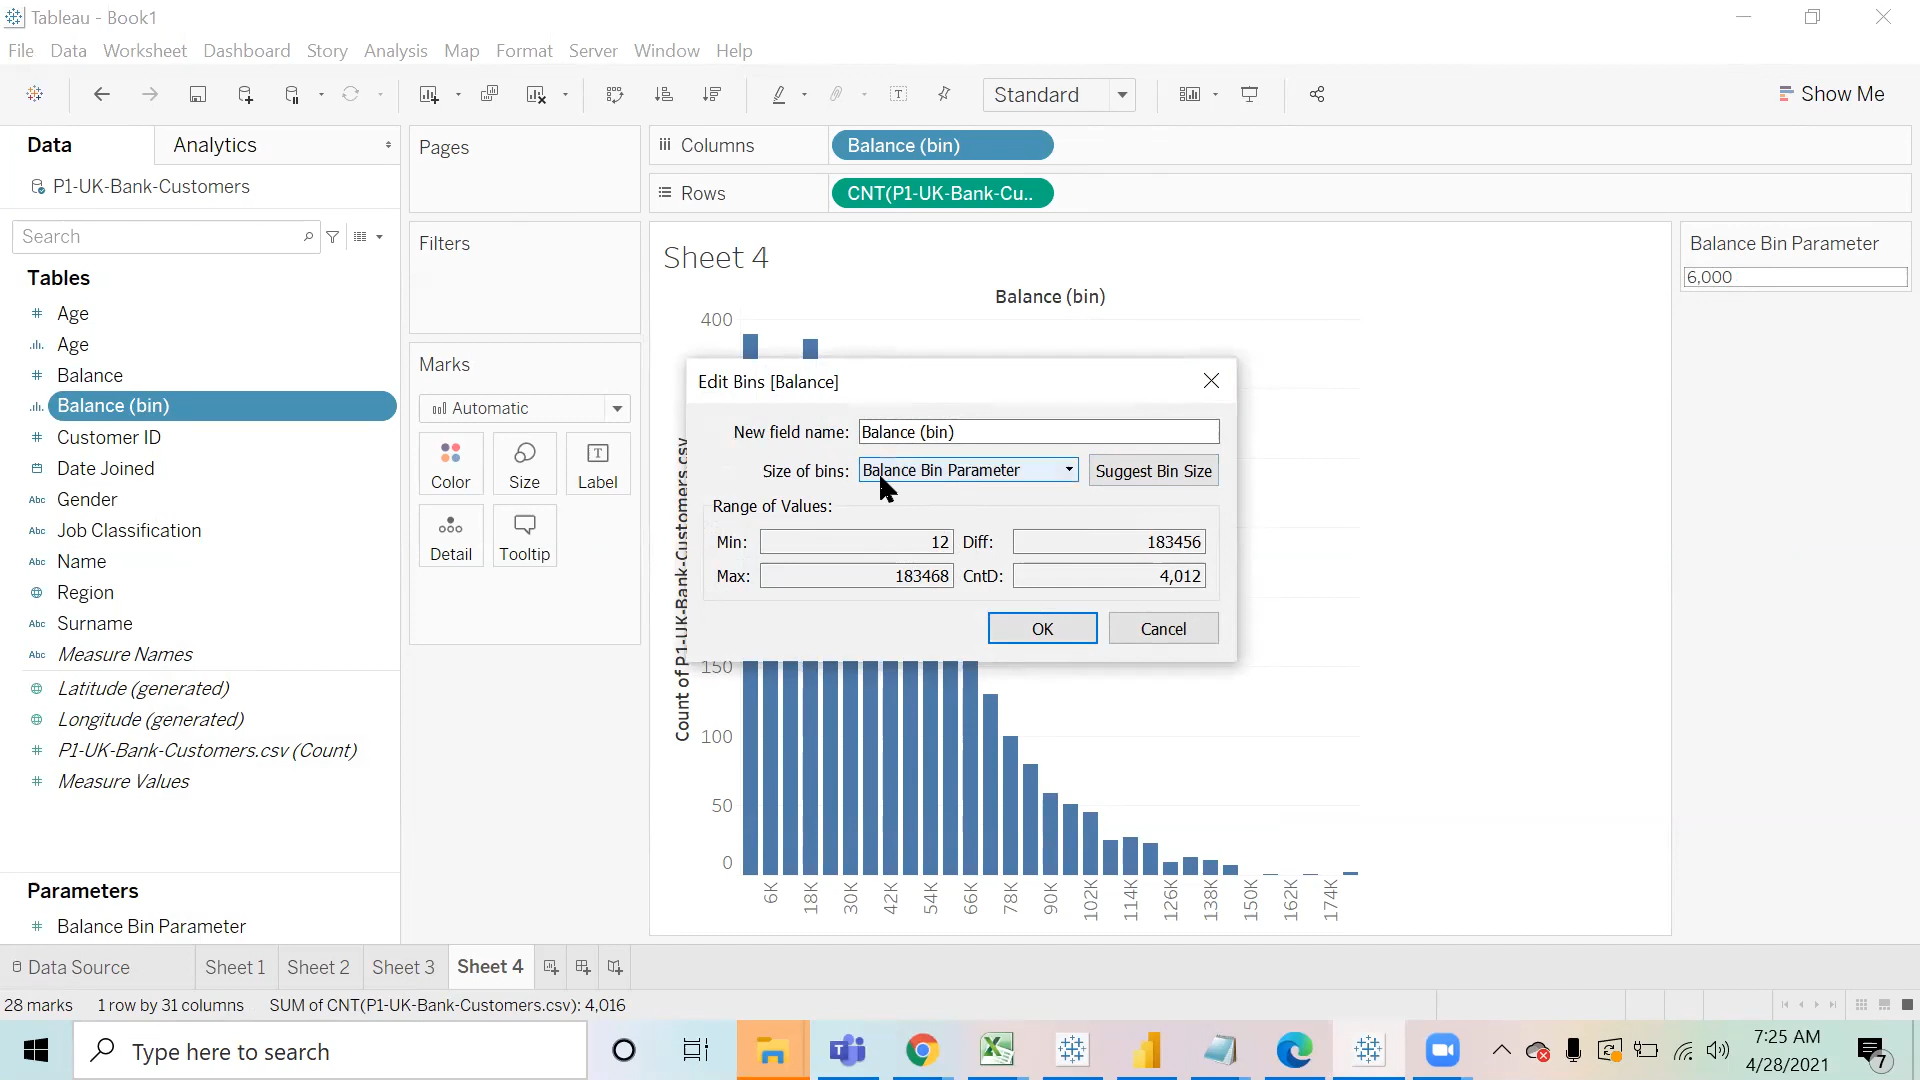 Tableau - Book1
File Data Worksheet Dashboard Story Analysis Map Format Server Window Help
Standard
Show Me
Data Analytics
P1-UK-Bank-Customers
Search
Tables
Age
Age
Balance
Balance (bin)
Customer ID
Date Joined
Abc Gender
Abc Job Classification
Abc Name
Region
Abc Surname
Abc Measure Names
Latitude (generated)
Longitude (generated)
P1-UK-Bank-Customers.csv (Count)
Measure Values
Parameters
Balance Bin Parameter
Pages
Filters
Marks
Automatic
Color Size Label
Detail Tooltip
Columns Balance (bin)
Rows CNT(P1-UK-Bank-Cu..
Sheet 4
Balance (bin)
400
150
100
50
0
Count of P1-UK-Bank-Customers.csv
6K 18K 30K 42K 54K 66K 78K 90K 102K 114K 126K 138K 150K 162K 174K
Edit Bins [Balance]
New field name: Balance (bin)
Size of bins: Balance Bin Parameter Suggest Bin Size
Range of Values:
Min: 12 Diff: 183456
Max: 183468 CntD: 4,012
OK Cancel
Balance Bin Parameter
6,000
Data Source Sheet 1 Sheet 2 Sheet 3 Sheet 4
28 marks 1 row by 31 columns SUM of CNT(P1-UK-Bank-Customers.csv): 4,016
Type here to search
7:25 AM
4/28/2021
7